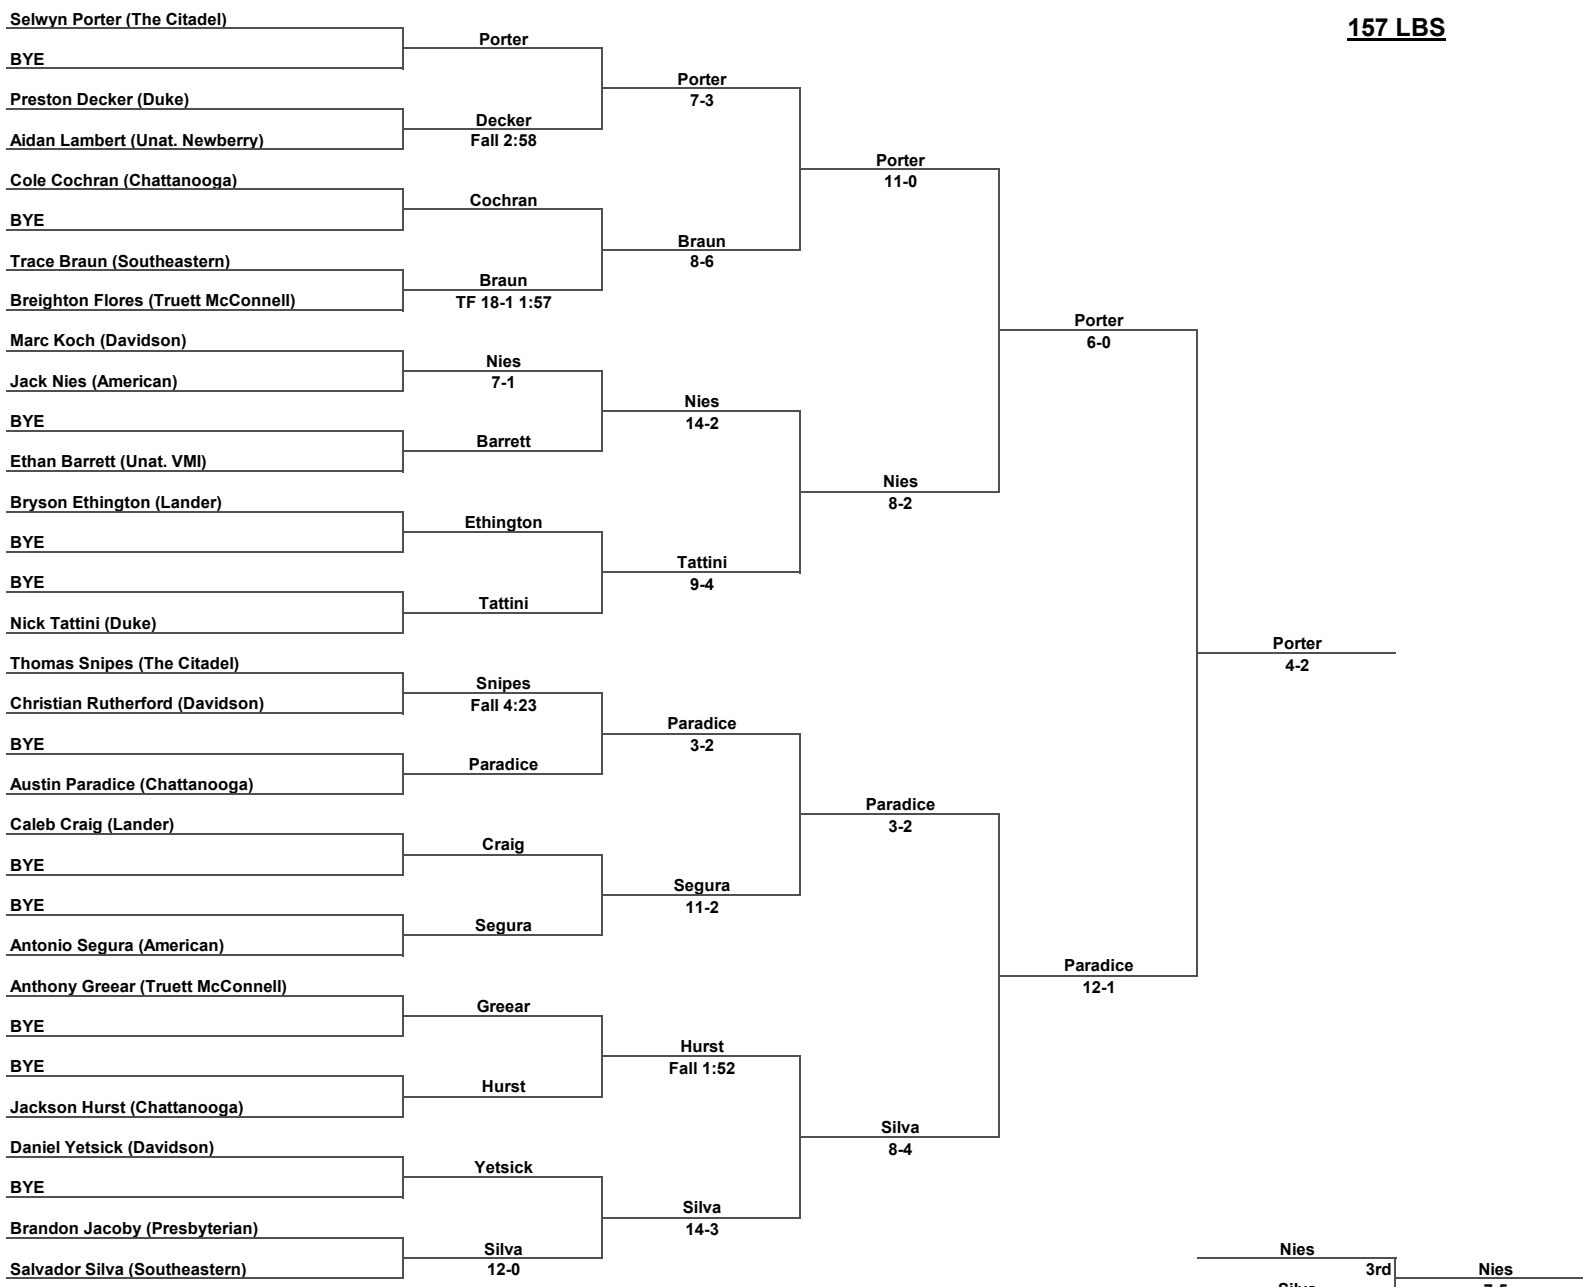 157 LBS
Selwyn Porter (The Citadel)
BYE
Preston Decker (Duke)
Aidan Lambert (Unat. Newberry)
Cole Cochran (Chattanooga)
BYE
Trace Braun (Southeastern)
Breighton Flores (Truett McConnell)
Marc Koch (Davidson)
Jack Nies (American)
BYE
Ethan Barrett (Unat. VMI)
Bryson Ethington (Lander)
BYE
BYE
Nick Tattini (Duke)
Thomas Snipes (The Citadel)
Christian Rutherford (Davidson)
BYE
Austin Paradice (Chattanooga)
Caleb Craig (Lander)
BYE
BYE
Antonio Segura (American)
Anthony Greear (Truett McConnell)
BYE
BYE
Jackson Hurst (Chattanooga)
Daniel Yetsick (Davidson)
BYE
Brandon Jacoby (Presbyterian)
Salvador Silva (Southeastern)
Porter
Decker
Fall 2:58
Cochran
Braun
TF 18-1 1:57
Nies
7-1
Barrett
Ethington
Tattini
Snipes
Fall 4:23
Paradice
Craig
Segura
Greear
Hurst
Yetsick
Silva
12-0
Porter
7-3
Braun
8-6
Nies
14-2
Tattini
9-4
Paradice
3-2
Segura
11-2
Hurst
Fall 1:52
Silva
14-3
Porter
11-0
Nies
8-2
Paradice
3-2
Silva
8-4
Porter
6-0
Paradice
12-1
Porter
4-2
Nies
3rd
Nies
Silva
7-5